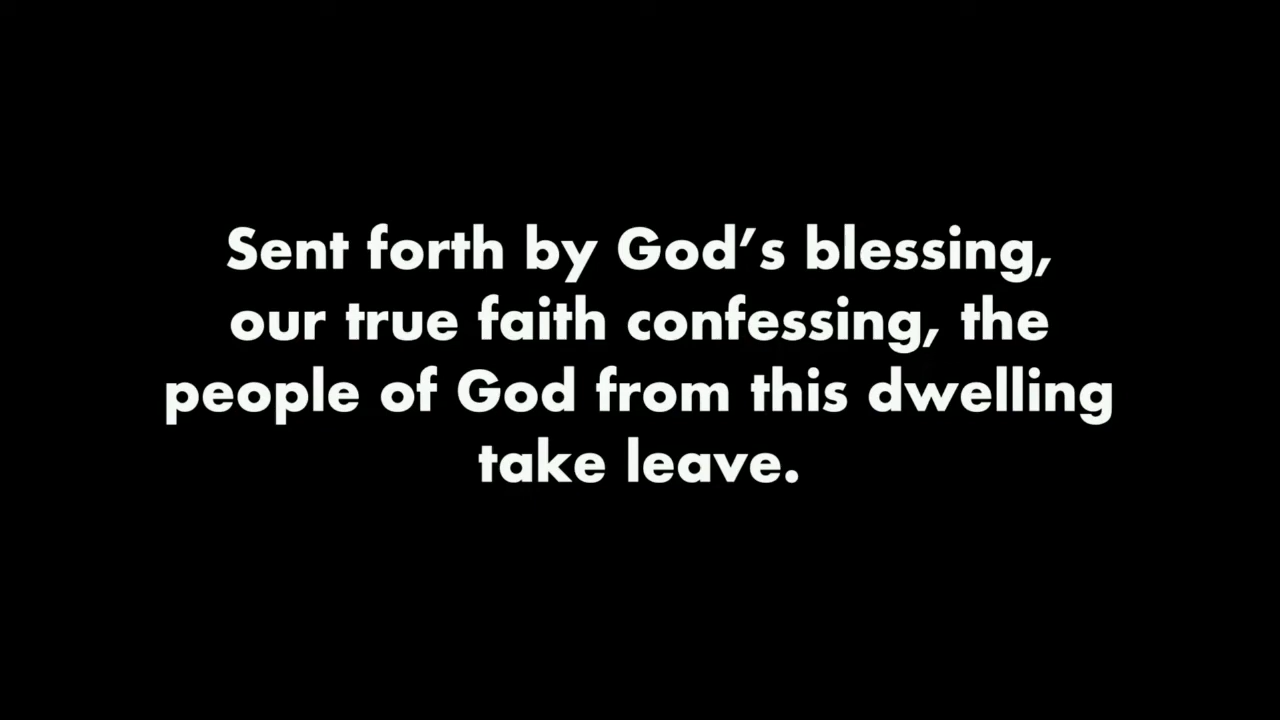 Sent forth by God’s blessing,
our true faith confessing, the
people of God from this dwelling
take leave.